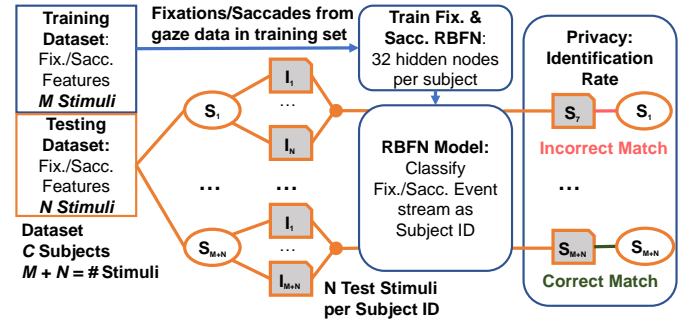 Training
Dataset:
Fix./Sacc.
Features
M Stimuli
Testing
Dataset:
Fix./Sacc.
Features
N Stimuli
Dataset
C Subjects
M + N = # Stimuli
Fixations/Saccades from
gaze data in training set
S1
...
SM+N
I1
...
IN
...
I1
...
IM+N
N Test Stimuli
per Subject ID
Train Fix. &
Sacc. RBFN:
32 hidden nodes
per subject
RBFN Model:
Classify
Fix./Sacc. Event
stream as
Subject ID
Privacy:
Identification
Rate
S7 S1
Incorrect Match
...
SM+N SM+N
Correct Match